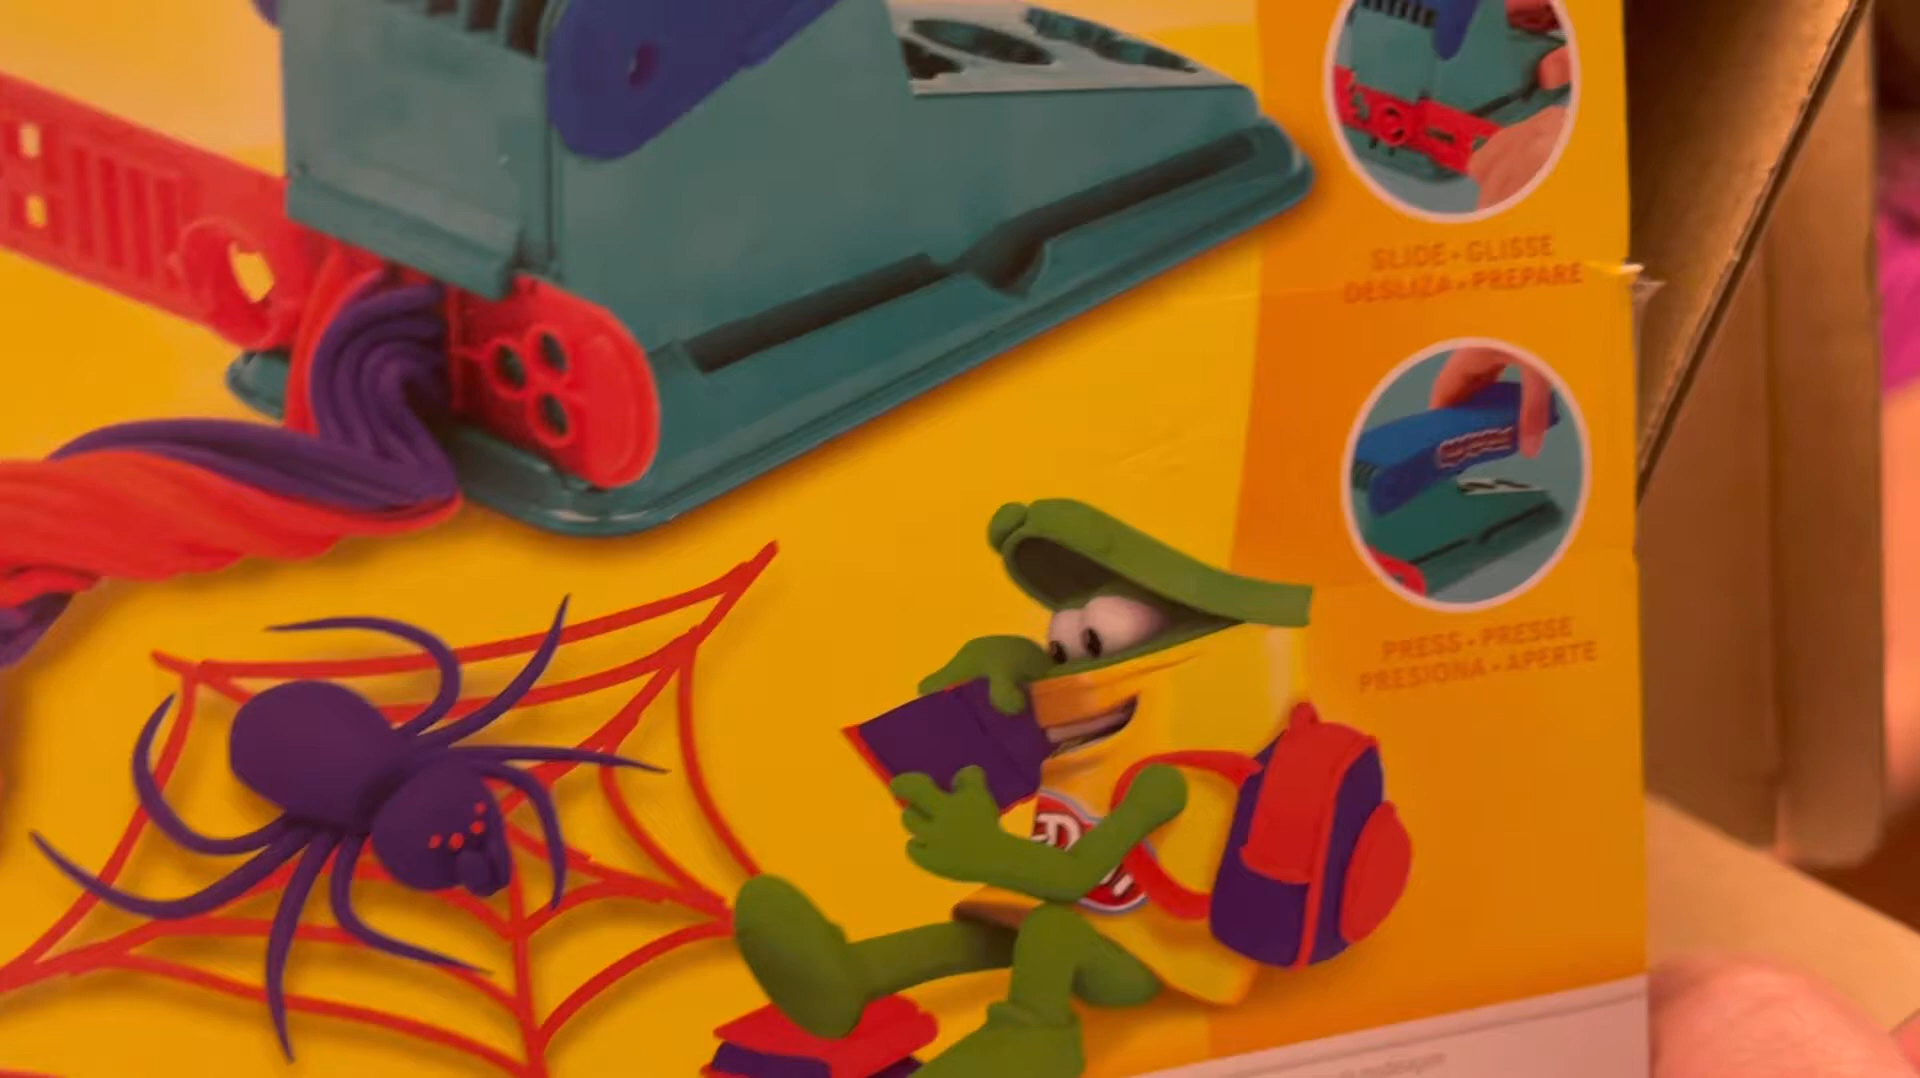 SLIDE • GLISSE
DESLIZA • PREPARE
PRESS • PRESSE
PRESIONA • APERTE